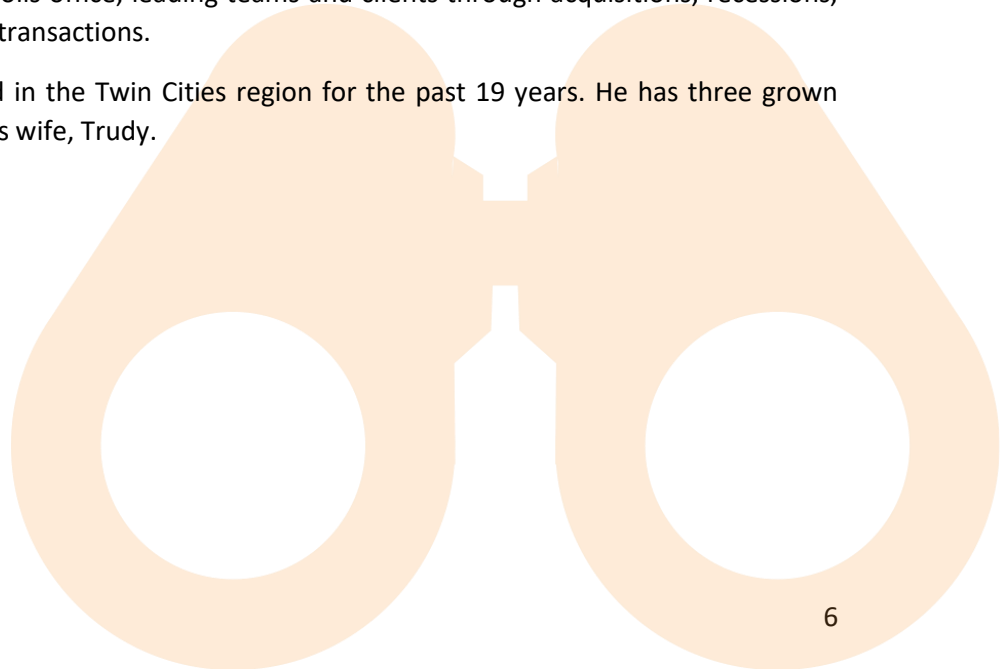 office, leading teams and clients through acquisitions, recessions,
transactions.
in the Twin Cities region for the past 19 years. He has three grown
wife, Trudy.
6